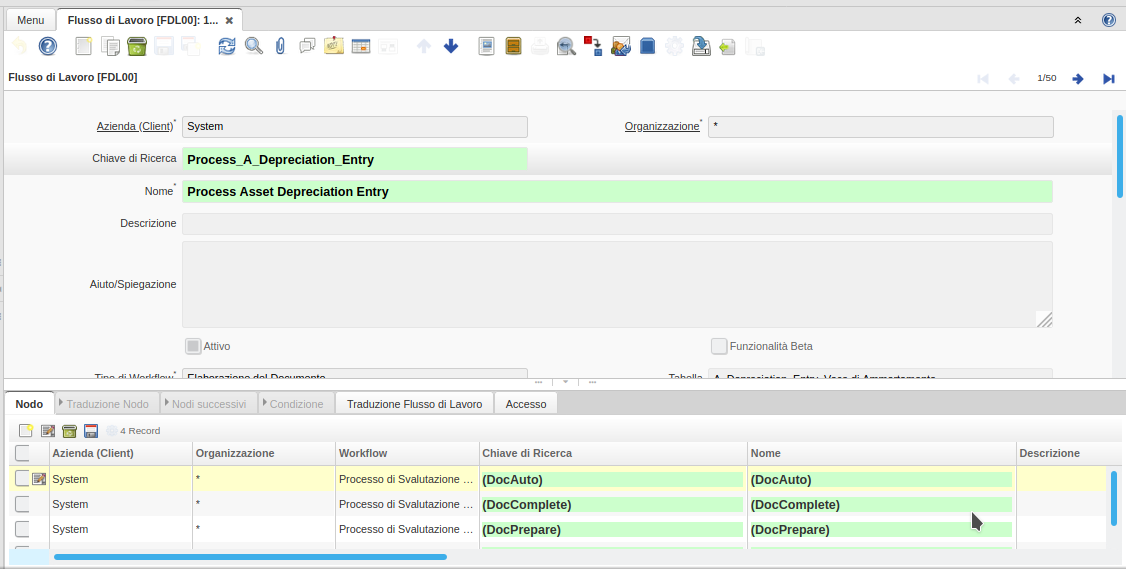 Menu
Flusso di Lavoro [FDL00]: 1...
Flusso di Lavoro [FDL00]
1/50
Azienda (Client)*
System
Organizzazione*
*
Chiave di Ricerca
Process_A_Depreciation_Entry
Nome*
Process Asset Depreciation Entry
Descrizione
Aiuto/Spiegazione
Attivo
Funzionalità Beta
Tipo di Workflow*
Elaborazione del Documento
Tabella
A_Depreciation_Entry_Voce di Ammortamento
Nodo
Traduzione Nodo
Nodi successivi
Condizione
Traduzione Flusso di Lavoro
Accesso
4 Record
Azienda (Client) Organizzazione Workflow Chiave di Ricerca Nome Descrizione
System * Processo di Svalutazione ... (DocAuto) (DocAuto)
System * Processo di Svalutazione ... (DocComplete) (DocComplete)
System * Processo di Svalutazione ... (DocPrepare) (DocPrepare)